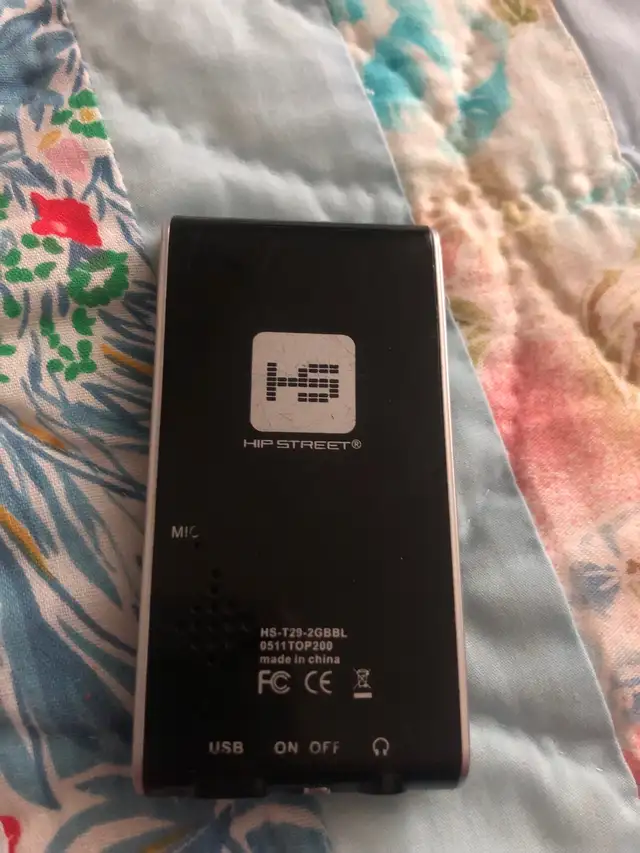 HS
HIP STREET®
MIC
HS-T29-2GBBL
0511TOP200
made in china
FC CE
USB ON OFF